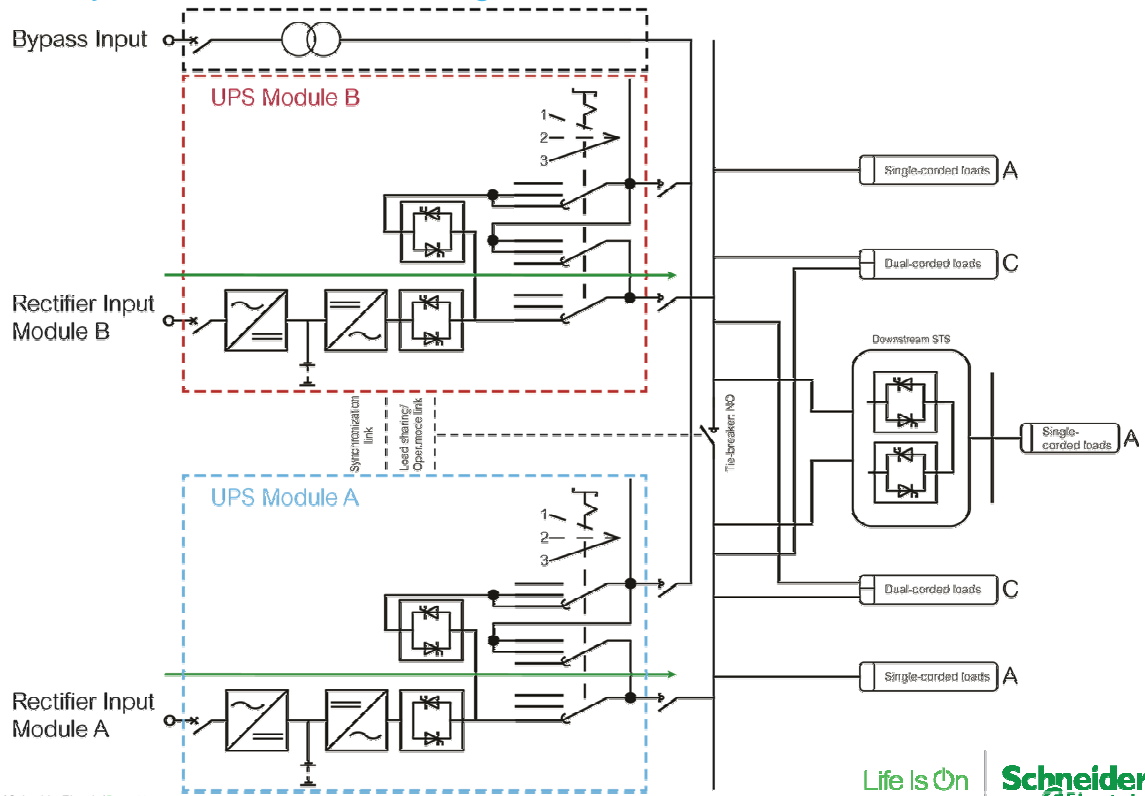 Bypass Input
UPS Module B
1
2
3
Single-corded loads A
Dual-corded loads C
Rectifier Input
Module B
Downstream STS
Synchronization
link
Load sharing/
Oper.mode link
Tie-breaker: NO
Single-
corded loads A
UPS Module A
1
2
3
Dual-corded loads C
Single-corded loads A
Rectifier Input
Module A
Life Is On
Schneider